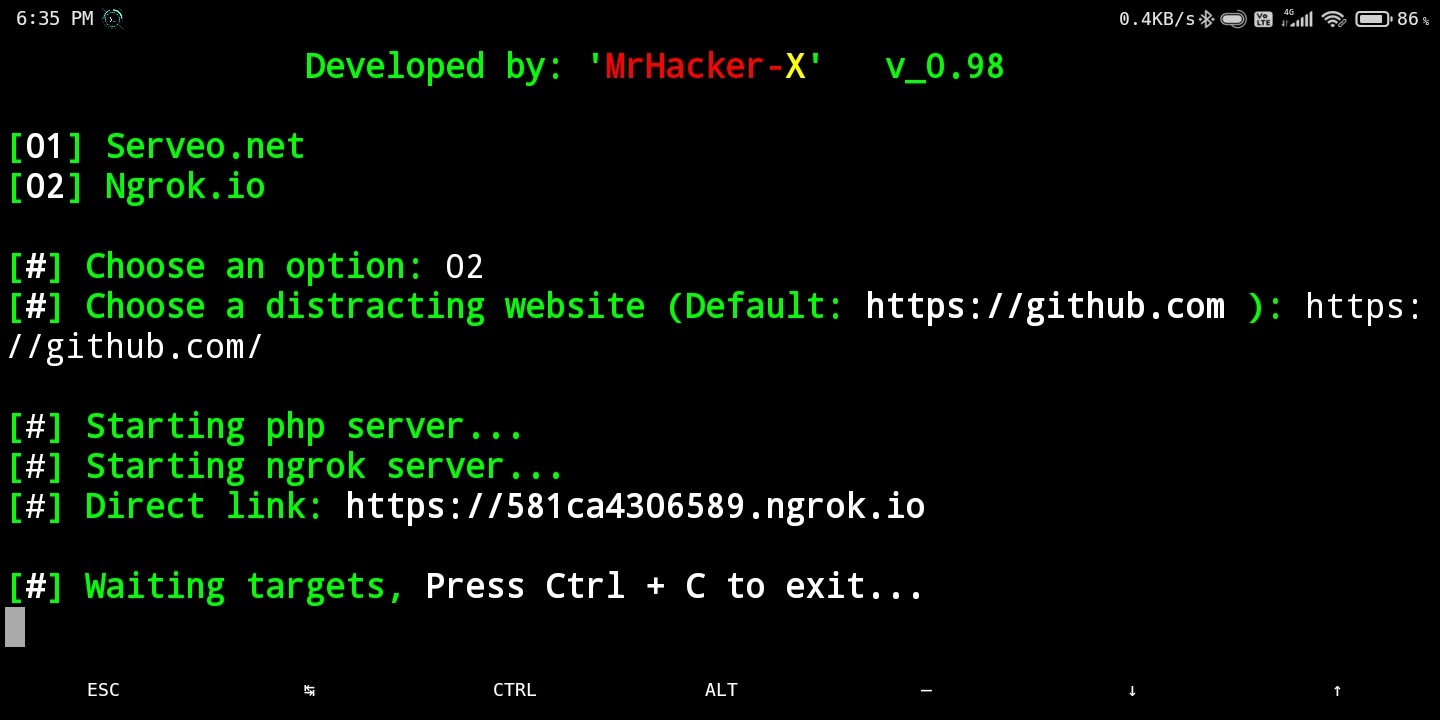 6:35 PM 0.4KB/s Vo LTE 4G 86 %
Developed by: 'MrHacker-X' v_0.98
[01] Serveo.net
[02] Ngrok.io
[#] Choose an option: 02
[#] Choose a distracting website (Default: https://github.com ): https:
//github.com/
[#] Starting php server...
[#] Starting ngrok server...
[#] Direct link: https://581ca4306589.ngrok.io
[#] Waiting targets, Press Ctrl + C to exit...
ESC ↹ CTRL ALT — ↓ ↑